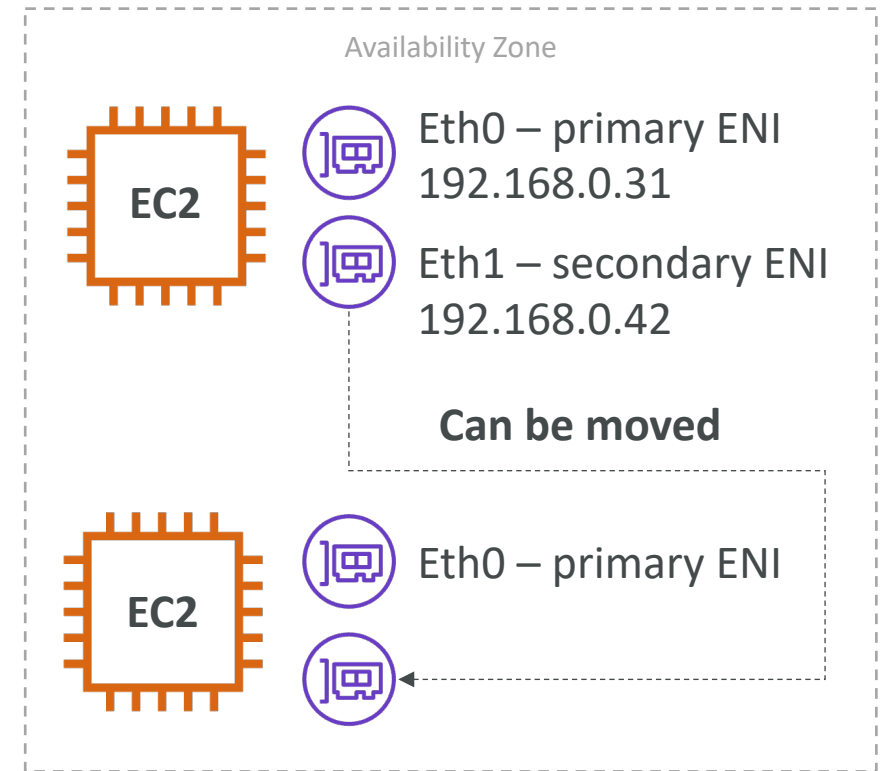 Availability Zone
EC2
Eth0 – primary ENI
192.168.0.31
Eth1 – secondary ENI
192.168.0.42
Can be moved
EC2
Eth0 – primary ENI